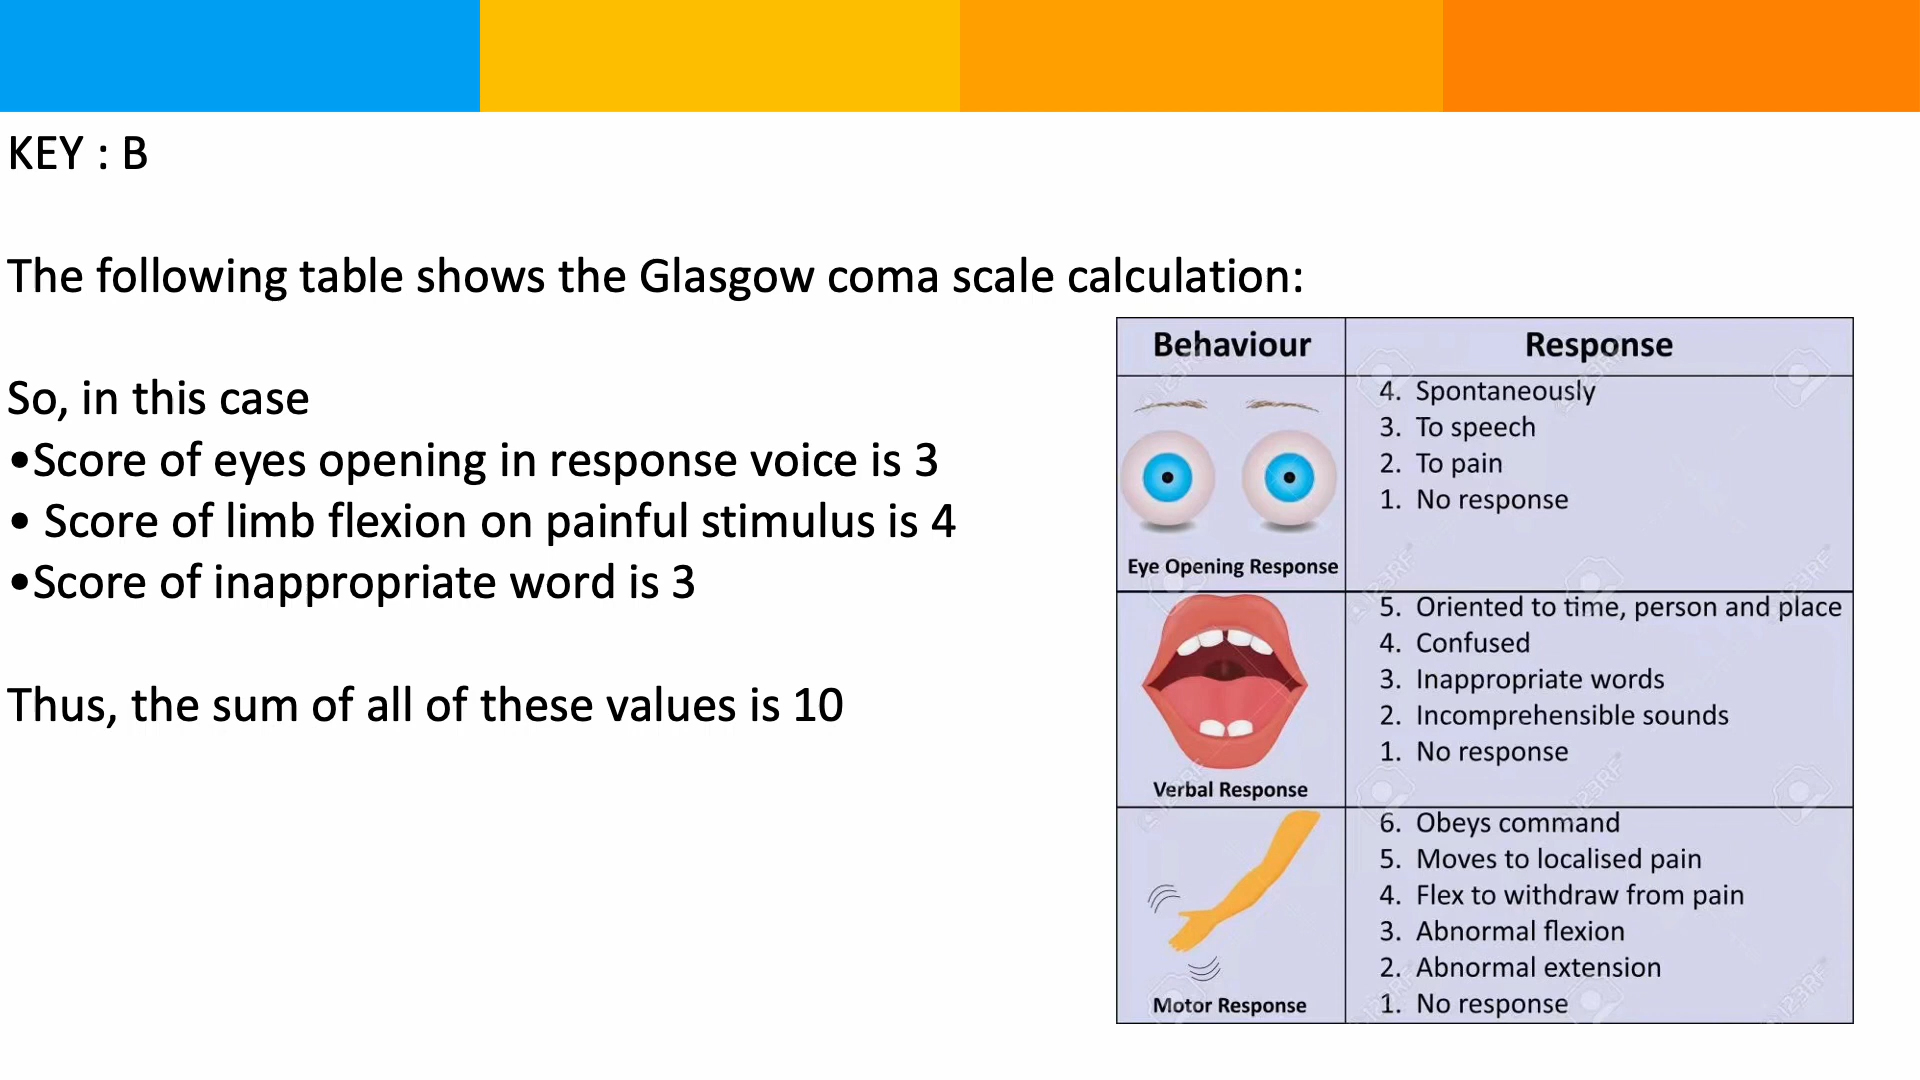 KEY : B
The following table shows the Glasgow coma scale calculation:
So, in this case
•Score of eyes opening in response voice is 3
• Score of limb flexion on painful stimulus is 4
•Score of inappropriate word is 3
Thus, the sum of all of these values is 10
Behaviour Response
4. Spontaneously
3. To speech
2. To pain
1. No response
Eye Opening Response
5. Oriented to time, person and place
4. Confused
3. Inappropriate words
2. Incomprehensible sounds
1. No response
Verbal Response
6. Obeys command
5. Moves to localised pain
4. Flex to withdraw from pain
3. Abnormal flexion
2. Abnormal extension
1. No response
Motor Response